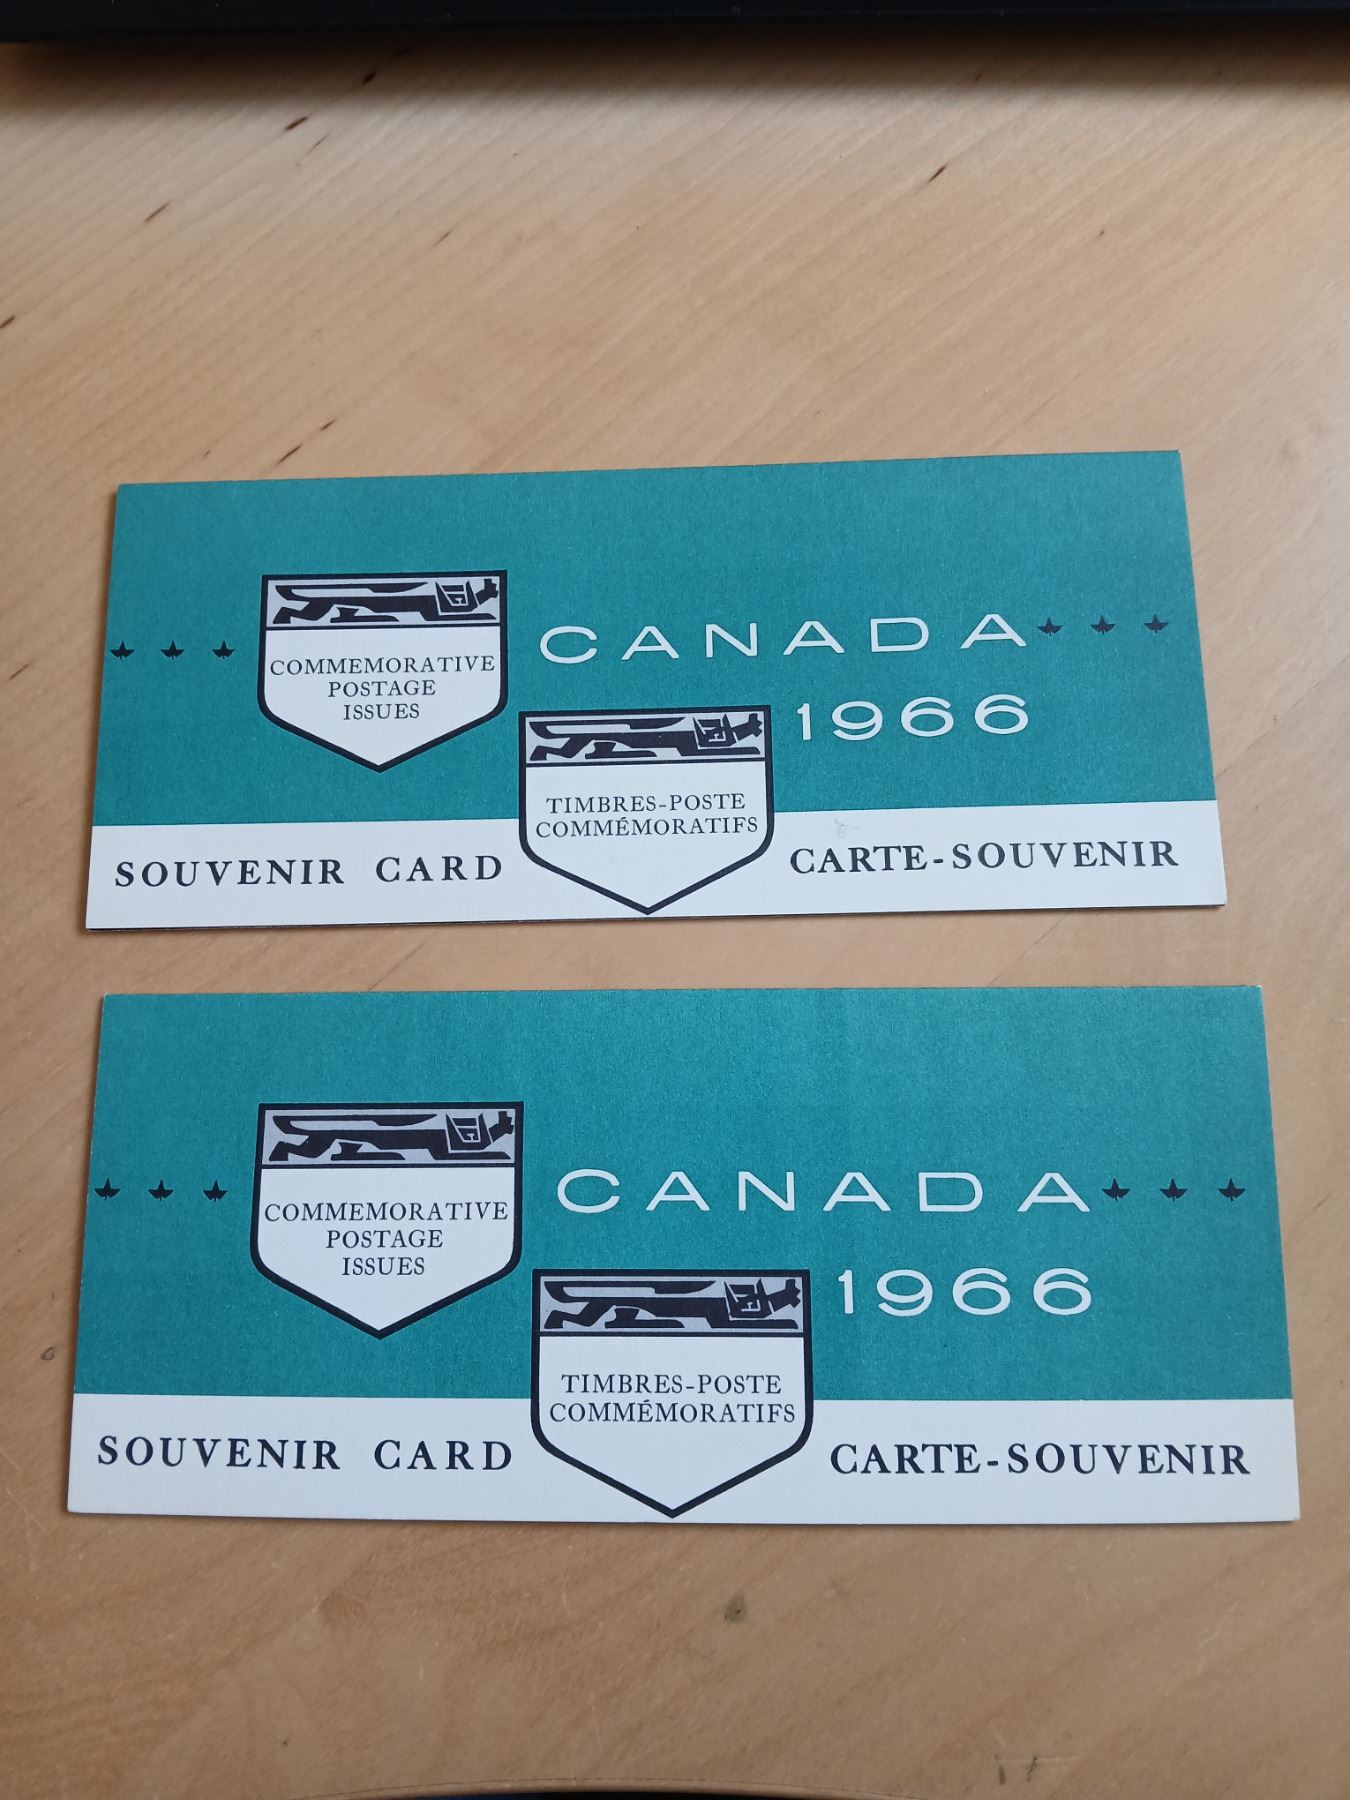 COMMEMORATIVE
POSTAGE
ISSUES
CANADA
1966
TIMBRES-POSTE
COMMÉMORATIFS
SOUVENIR CARD
CARTE-SOUVENIR
COMMEMORATIVE
POSTAGE
ISSUES
CANADA
1966
TIMBRES-POSTE
COMMÉMORATIFS
SOUVENIR CARD
CARTE-SOUVENIR